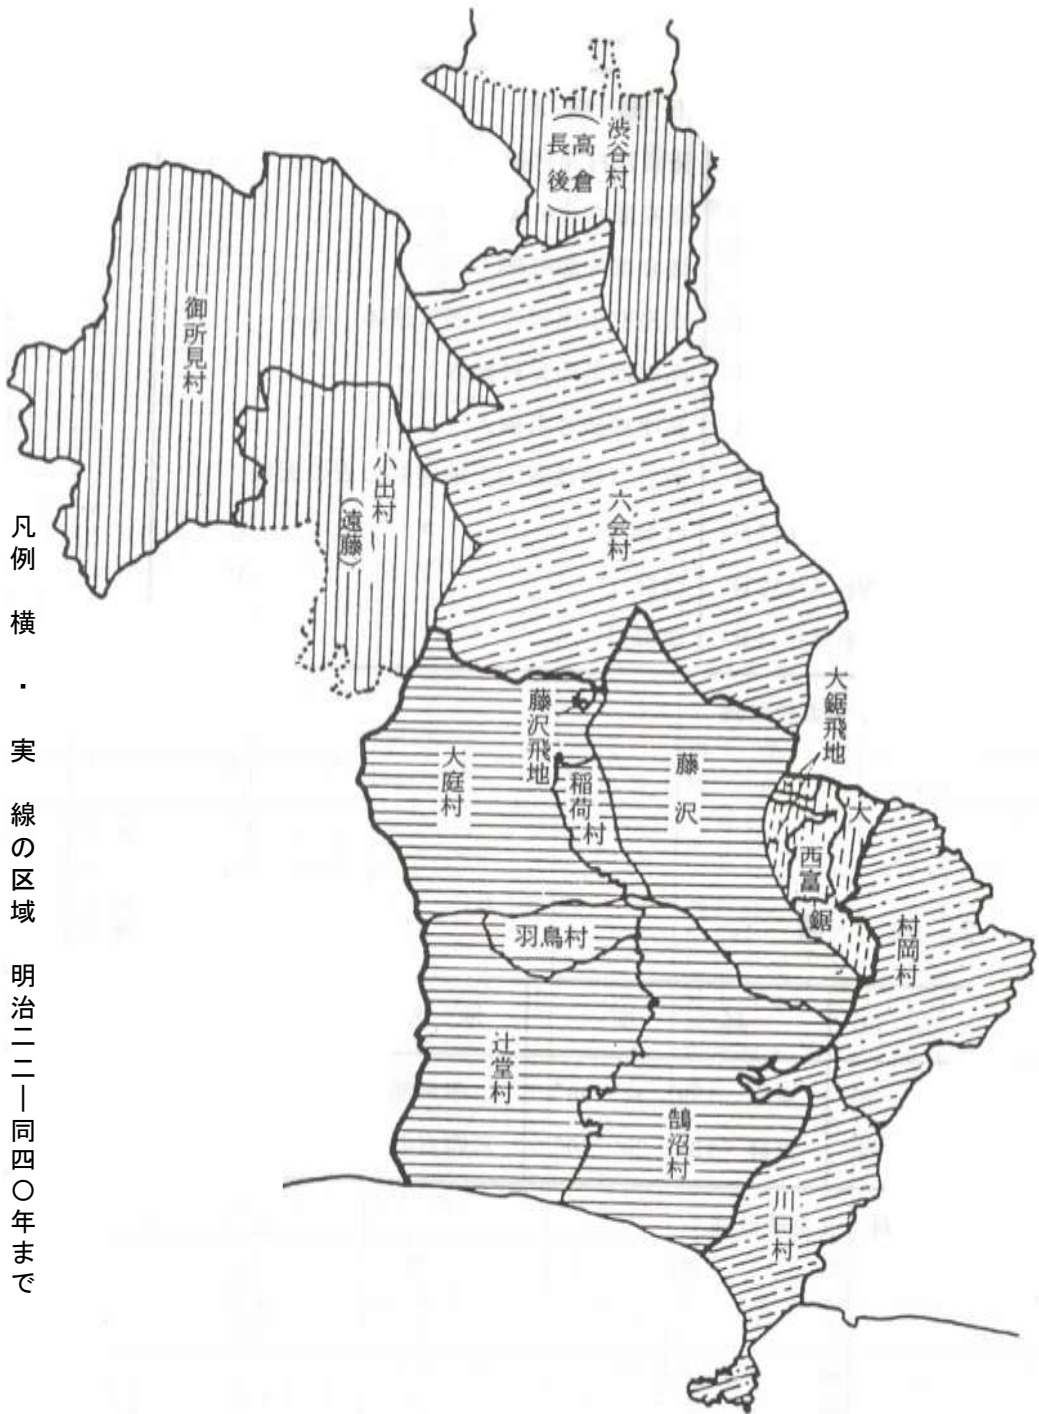 渋谷村
（高倉
長後）
御所見村
小出村
（遠藤）
六会村
大鋸飛地
藤沢飛地
藤沢
大庭村
稲荷村
大
西富
鋸
村岡村
羽鳥村
辻堂村
鵠沼村
川口村
凡例　横・実線の区域　明治二二―同四〇年まで